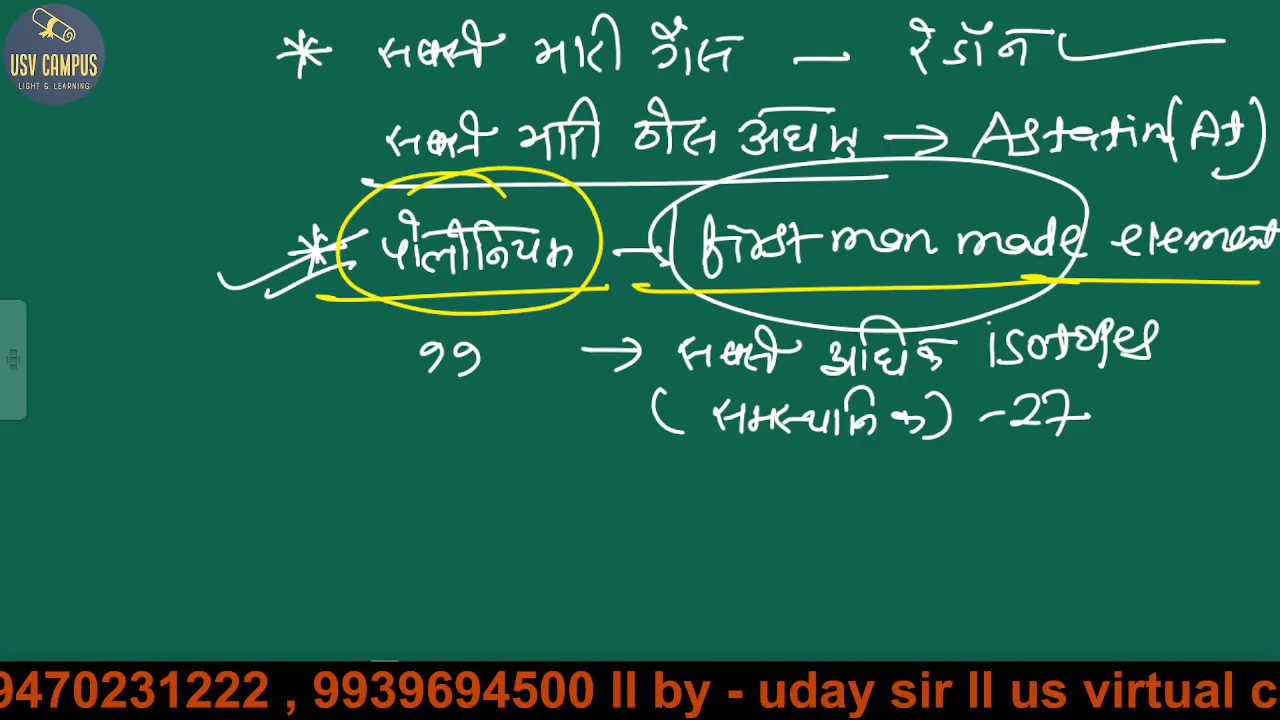 USV CAMPUS
LIGHT & LEARNING
* सबसे भारी गैस – रेडॉन
सबसे भारी ठोस अधातु → Astatin(At)
* पोलोनियम → first man made element
99 → सबसे अधिक isotopes
(समस्थानिक) - 27
9470231222 , 9939694500 ll by - uday sir ll us virtual c